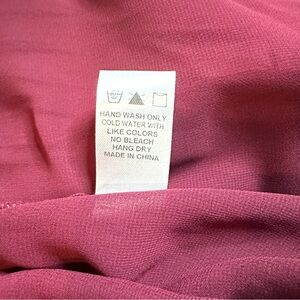 HAND WASH ONLY
COLD WATER WITH
LIKE COLORS
NO BLEACH
HANG DRY
MADE IN CHINA